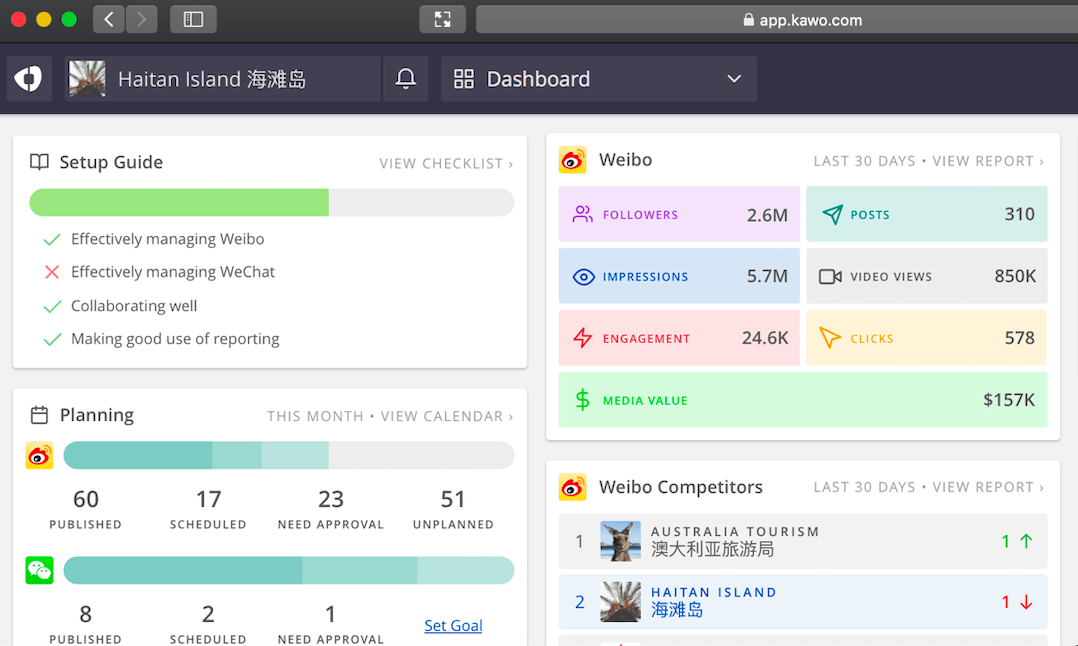 app.kawo.com
Haitan Island 海滩岛
Dashboard
Setup Guide
VIEW CHECKLIST ›
Effectively managing Weibo
Effectively managing WeChat
Collaborating well
Making good use of reporting
Planning
THIS MONTH • VIEW CALENDAR ›
60 17 23 51
PUBLISHED SCHEDULED NEED APPROVAL UNPLANNED
8 2 1
Set Goal
PUBLISHED SCHEDULED NEED APPROVAL
Weibo
LAST 30 DAYS • VIEW REPORT ›
FOLLOWERS 2.6M
POSTS 310
IMPRESSIONS 5.7M
VIDEO VIEWS 850K
ENGAGEMENT 24.6K
CLICKS 578
MEDIA VALUE $157K
Weibo Competitors
LAST 30 DAYS • VIEW REPORT ›
1 AUSTRALIA TOURISM 1
澳大利亚旅游局
2 HAITAN ISLAND 1
海滩岛